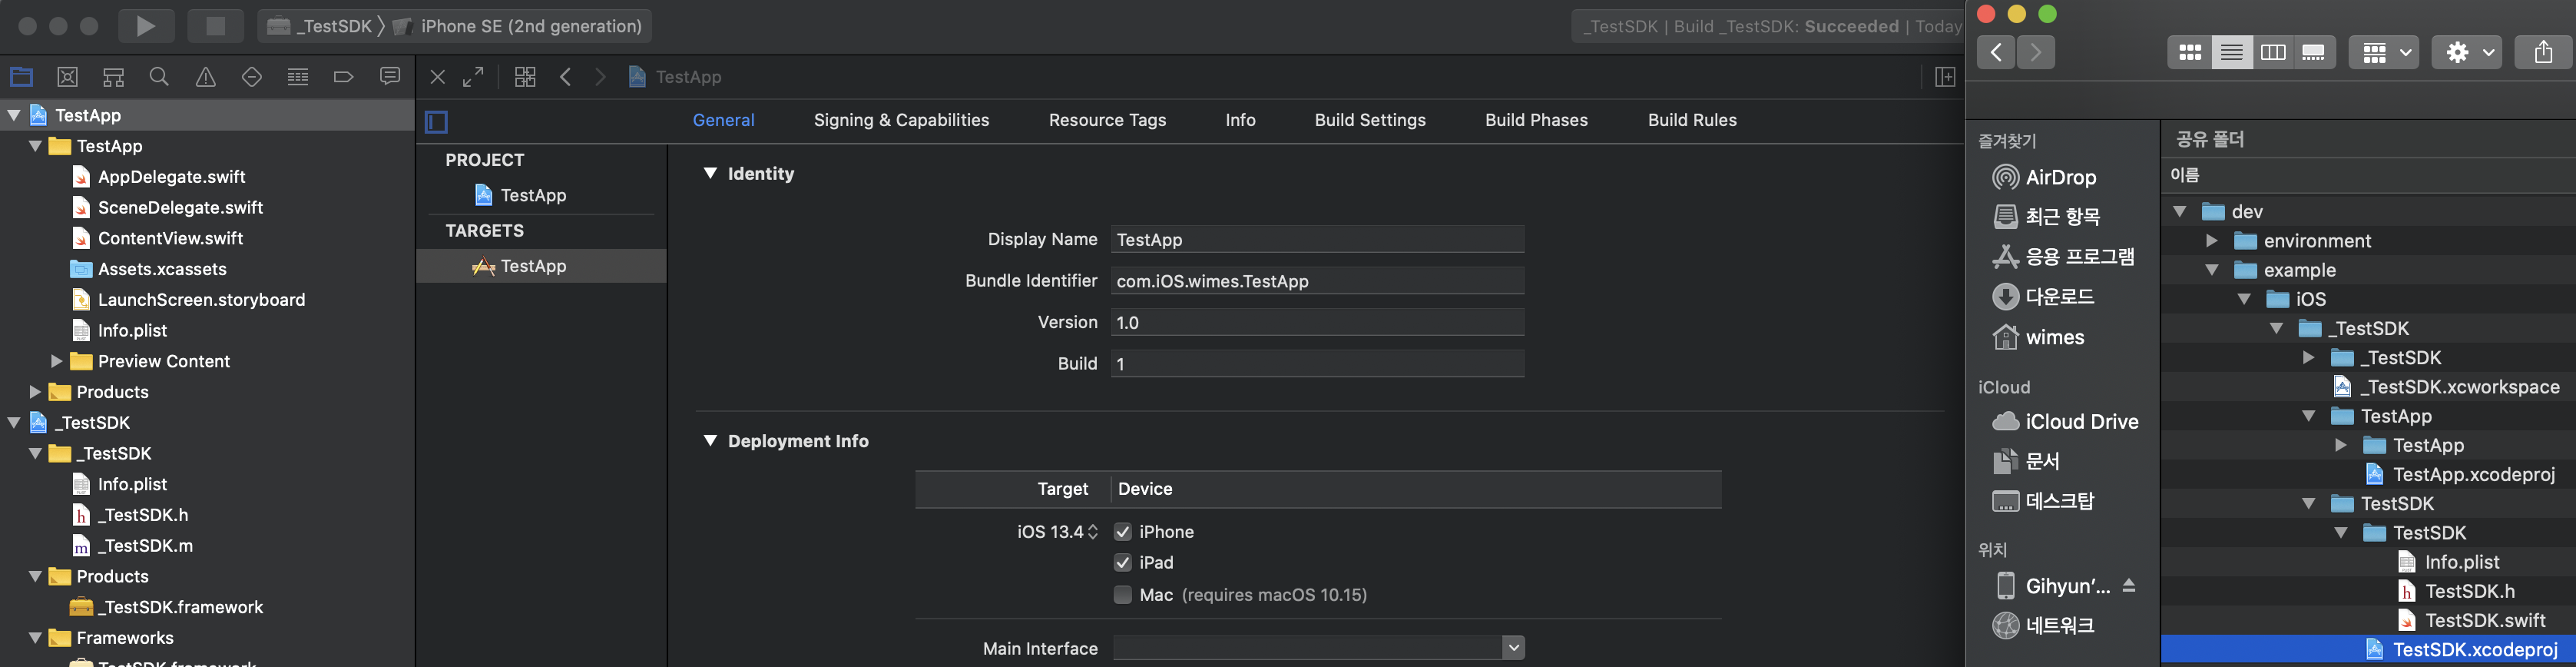 _TestSDK 〉 iPhone SE (2nd generation)
_TestSDK | Build _TestSDK: Succeeded | Today
TestApp
TestApp
AppDelegate.swift
SceneDelegate.swift
ContentView.swift
Assets.xcassets
LaunchScreen.storyboard
Info.plist
Preview Content
Products
_TestSDK
_TestSDK
Info.plist
_TestSDK.h
_TestSDK.m
Products
_TestSDK.framework
Frameworks
TestSDK.framework
TestApp
General Signing & Capabilities Resource Tags Info Build Settings Build Phases Build Rules
PROJECT
TestApp
TARGETS
TestApp
Identity
Display Name TestApp
Bundle Identifier com.iOS.wimes.TestApp
Version 1.0
Build 1
Deployment Info
Target Device
iOS 13.4 iPhone
iPad
Mac (requires macOS 10.15)
Main Interface
즐겨찾기
AirDrop
최근 항목
응용 프로그램
다운로드
wimes
iCloud
iCloud Drive
문서
데스크탑
위치
Gihyun’...
네트워크
공유 폴더
이름
dev
environment
example
iOS
_TestSDK
_TestSDK
_TestSDK.xcworkspace
TestApp
TestApp
TestApp.xcodeproj
TestSDK
TestSDK
Info.plist
TestSDK.h
TestSDK.swift
TestSDK.xcodeproj